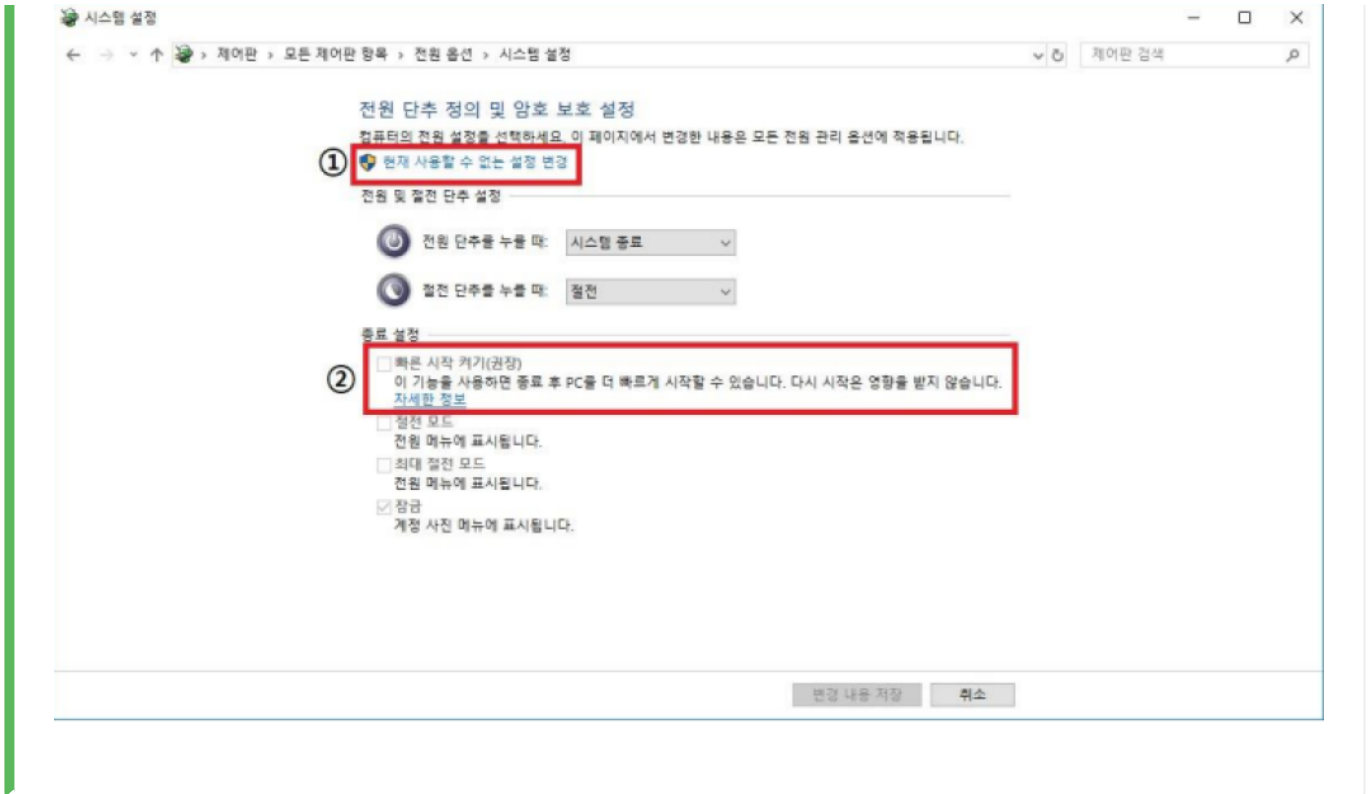 시스템 설정
제어판 › 모든 제어판 항목 › 전원 옵션 › 시스템 설정
제어판 검색
전원 단추 정의 및 암호 보호 설정
컴퓨터의 전원 설정을 선택하세요. 이 페이지에서 변경한 내용은 모든 전원 관리 옵션에 적용됩니다.
① 현재 사용할 수 없는 설정 변경
전원 및 절전 단추 설정
전원 단추를 누를 때: 시스템 종료
절전 단추를 누를 때: 절전
종료 설정
빠른 시작 켜기(권장)
② 이 기능을 사용하면 종료 후 PC를 더 빠르게 시작할 수 있습니다. 다시 시작은 영향을 받지 않습니다.
자세한 정보
절전 모드
전원 메뉴에 표시됩니다.
최대 절전 모드
전원 메뉴에 표시됩니다.
잠금
계정 사진 메뉴에 표시됩니다.
변경 내용 저장 취소